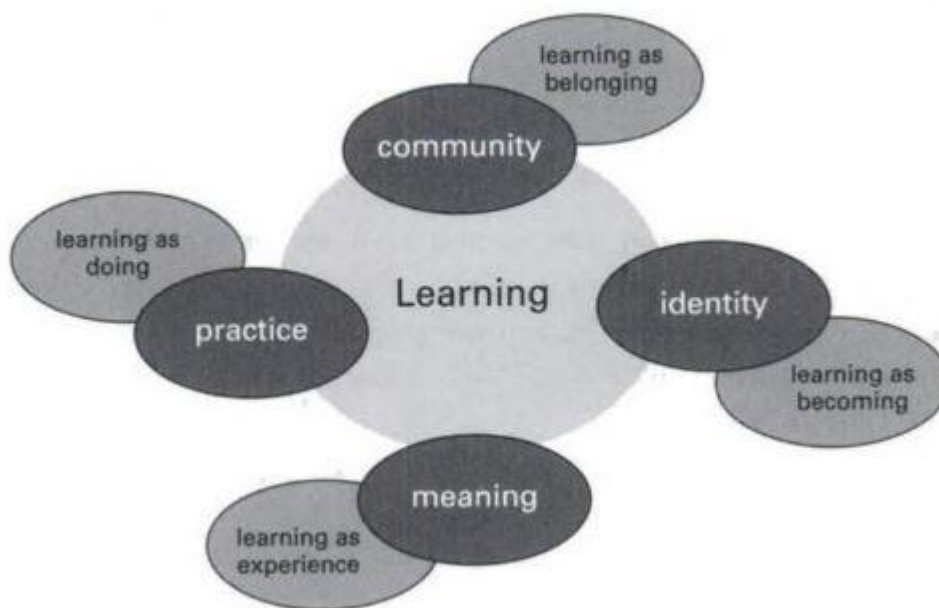 learning as
belonging
community
learning as
doing
practice
Learning
identity
learning as
becoming
meaning
learning as
experience